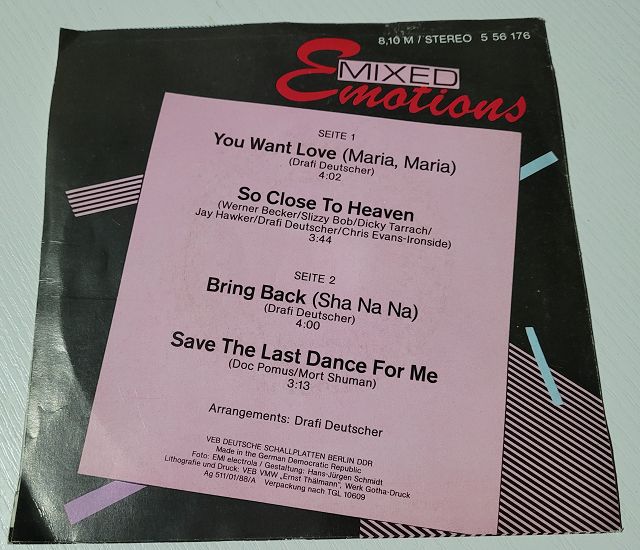 8,10 M / STEREO 5 56 176
MIXED
Emotions
SEITE 1
You Want Love (Maria, Maria)
(Drafi Deutscher)
4:02
So Close To Heaven
(Werner Becker/Slizzy Bob/Dicky Tarrach/
Jay Hawker/Drafi Deutscher/Chris Evans-Ironside)
3:44
SEITE 2
Bring Back (Sha Na Na)
(Drafi Deutscher)
4:00
Save The Last Dance For Me
(Doc Pomus/Mort Shuman)
3:13
Arrangements: Drafi Deutscher
VEB DEUTSCHE SCHALLPLATTEN BERLIN DDR
Made in the German Democratic Republic
Foto: EMI electrola / Gestaltung: Hans-Jürgen Schmidt
Lithografie und Druck: VEB VMW „Ernst Thälmann", Werk Gotha-Druck
Ag 511/01/88/A Verpackung nach TGL 10609